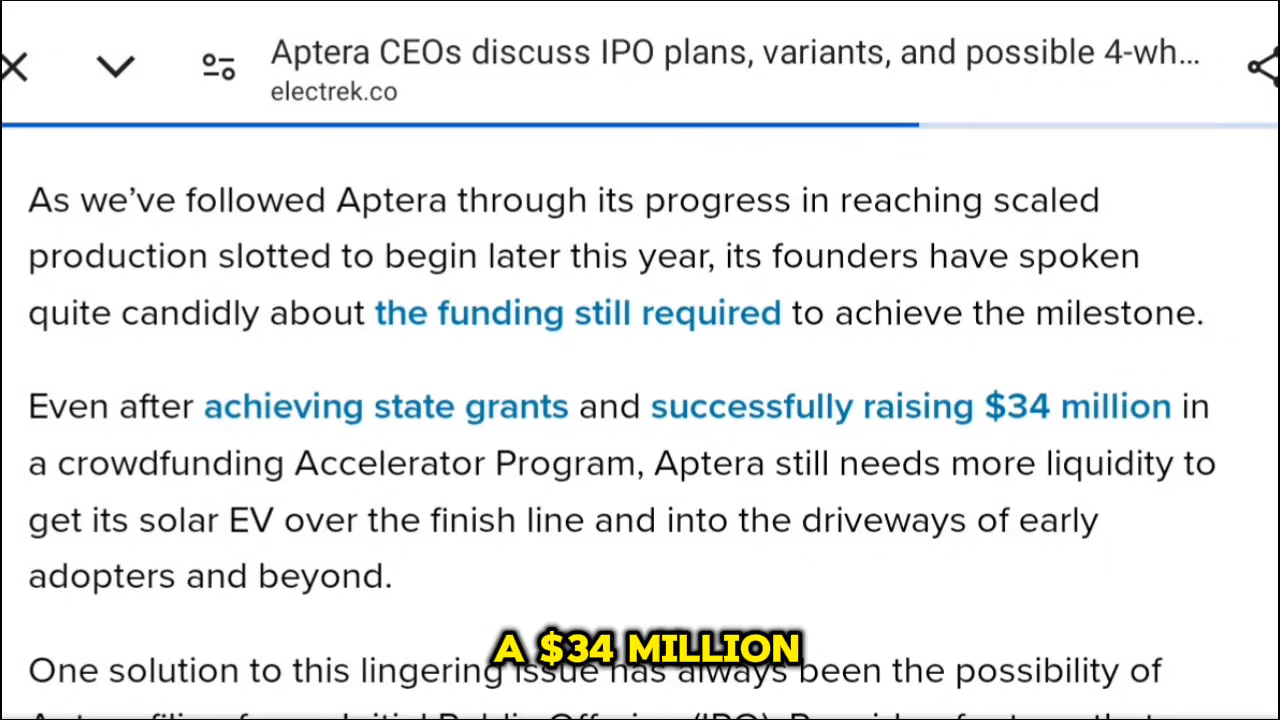 Aptera CEOs discuss IPO plans, variants, and possible 4-wh...
electrek.co
As we’ve followed Aptera through its progress in reaching scaled
production slotted to begin later this year, its founders have spoken
quite candidly about the funding still required to achieve the milestone.
Even after achieving state grants and successfully raising $34 million in
a crowdfunding Accelerator Program, Aptera still needs more liquidity to
get its solar EV over the finish line and into the driveways of early
adopters and beyond.
A $34 MILLION
One solution to this lingering issue has always been the possibility of